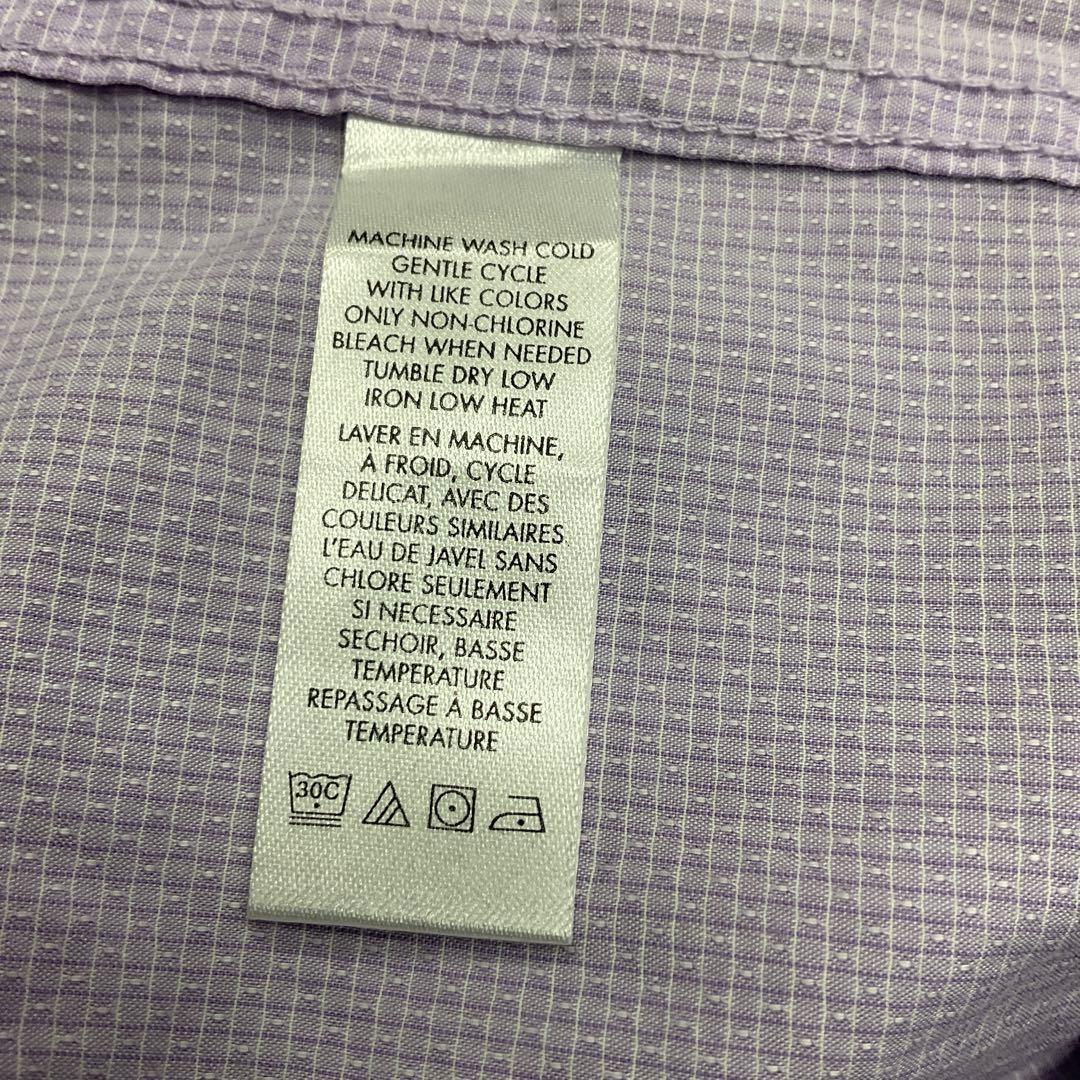 MACHINE WASH COLD
GENTLE CYCLE
WITH LIKE COLORS
ONLY NON-CHLORINE
BLEACH WHEN NEEDED
TUMBLE DRY LOW
IRON LOW HEAT
LAVER EN MACHINE,
À FROID, CYCLE
DELICAT, AVEC DES
COULEURS SIMILAIRES
L'EAU DE JAVEL SANS
CHLORE SEULEMENT
SI NECESSAIRE
SECHOIR, BASSE
TEMPERATURE
REPASSAGE À BASSE
TEMPERATURE
30C